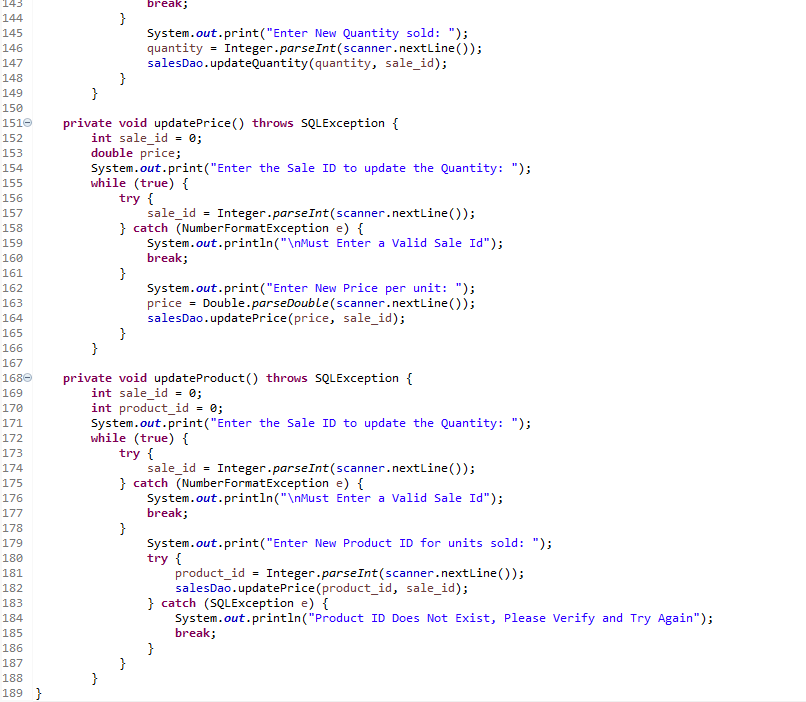 143                 break;
144             }
145                 System.out.print("Enter New Quantity sold: ");
146                 quantity = Integer.parseInt(scanner.nextLine());
147                 salesDao.updateQuantity(quantity, sale_id);
148             }
149         }
150
151     private void updatePrice() throws SQLException {
152         int sale_id = 0;
153         double price;
154         System.out.print("Enter the Sale ID to update the Quantity: ");
155         while (true) {
156             try {
157                 sale_id = Integer.parseInt(scanner.nextLine());
158             } catch (NumberFormatException e) {
159                 System.out.println("\nMust Enter a Valid Sale Id");
160                 break;
161             }
162                 System.out.print("Enter New Price per unit: ");
163                 price = Double.parseDouble(scanner.nextLine());
164                 salesDao.updatePrice(price, sale_id);
165             }
166         }
167
168     private void updateProduct() throws SQLException {
169         int sale_id = 0;
170         int product_id = 0;
171         System.out.print("Enter the Sale ID to update the Quantity: ");
172         while (true) {
173             try {
174                 sale_id = Integer.parseInt(scanner.nextLine());
175             } catch (NumberFormatException e) {
176                 System.out.println("\nMust Enter a Valid Sale Id");
177                 break;
178             }
179                 System.out.print("Enter New Product ID for units sold: ");
180                 try {
181                     product_id = Integer.parseInt(scanner.nextLine());
182                     salesDao.updatePrice(product_id, sale_id);
183                 } catch (SQLException e) {
184                     System.out.println("Product ID Does Not Exist, Please Verify and Try Again");
185                     break;
186                 }
187             }
188         }
189 }